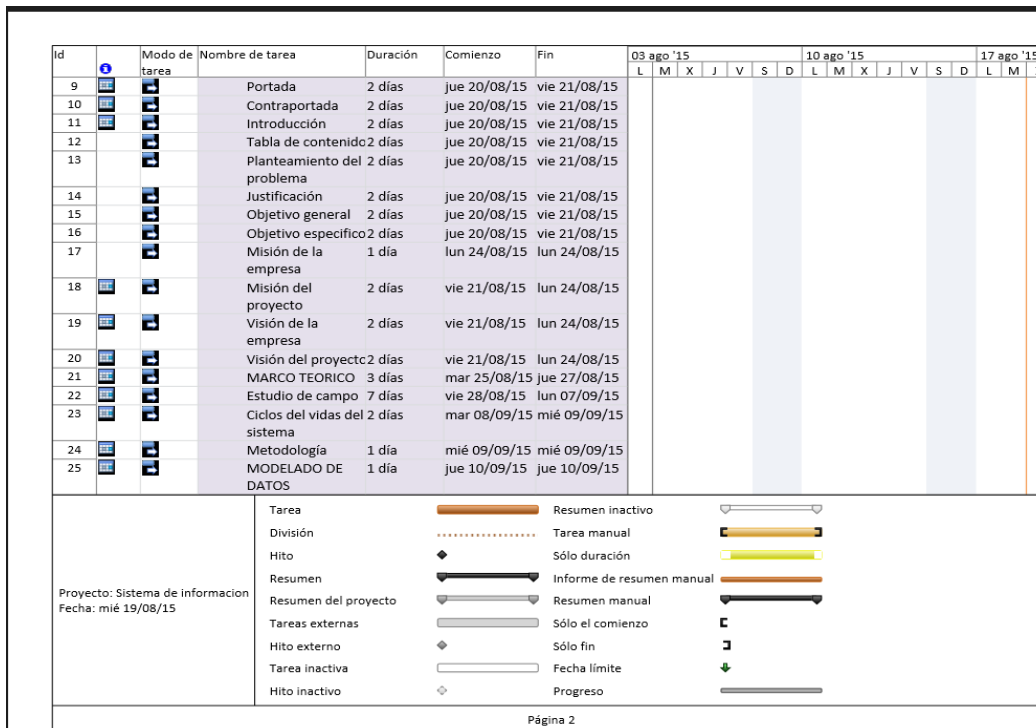 Id Modo de tarea Nombre de tarea Duración Comienzo Fin 03 ago '15 10 ago '15 17 ago '15
L M X J V S D L M X J V S D L M
9 Portada 2 días jue 20/08/15 vie 21/08/15
10 Contraportada 2 días jue 20/08/15 vie 21/08/15
11 Introducción 2 días jue 20/08/15 vie 21/08/15
12 Tabla de contenido 2 días jue 20/08/15 vie 21/08/15
13 Planteamiento del 2 días jue 20/08/15 vie 21/08/15
problema
14 Justificación 2 días jue 20/08/15 vie 21/08/15
15 Objetivo general 2 días jue 20/08/15 vie 21/08/15
16 Objetivo especifico 2 días jue 20/08/15 vie 21/08/15
17 Misión de la 1 día lun 24/08/15 lun 24/08/15
empresa
18 Misión del 2 días vie 21/08/15 lun 24/08/15
proyecto
19 Visión de la 2 días vie 21/08/15 lun 24/08/15
empresa
20 Visión del proyecto 2 días vie 21/08/15 lun 24/08/15
21 MARCO TEORICO 3 días mar 25/08/15 jue 27/08/15
22 Estudio de campo 7 días vie 28/08/15 lun 07/09/15
23 Ciclos del vidas del 2 días mar 08/09/15 mié 09/09/15
sistema
24 Metodología 1 día mié 09/09/15 mié 09/09/15
25 MODELADO DE 1 día jue 10/09/15 jue 10/09/15
DATOS
Proyecto: Sistema de informacion
Fecha: mié 19/08/15
Tarea
División
Hito
Resumen
Resumen del proyecto
Tareas externas
Hito externo
Tarea inactiva
Hito inactivo
Resumen inactivo
Tarea manual
Sólo duración
Informe de resumen manual
Resumen manual
Sólo el comienzo
Sólo fin
Fecha límite
Progreso
Página 2